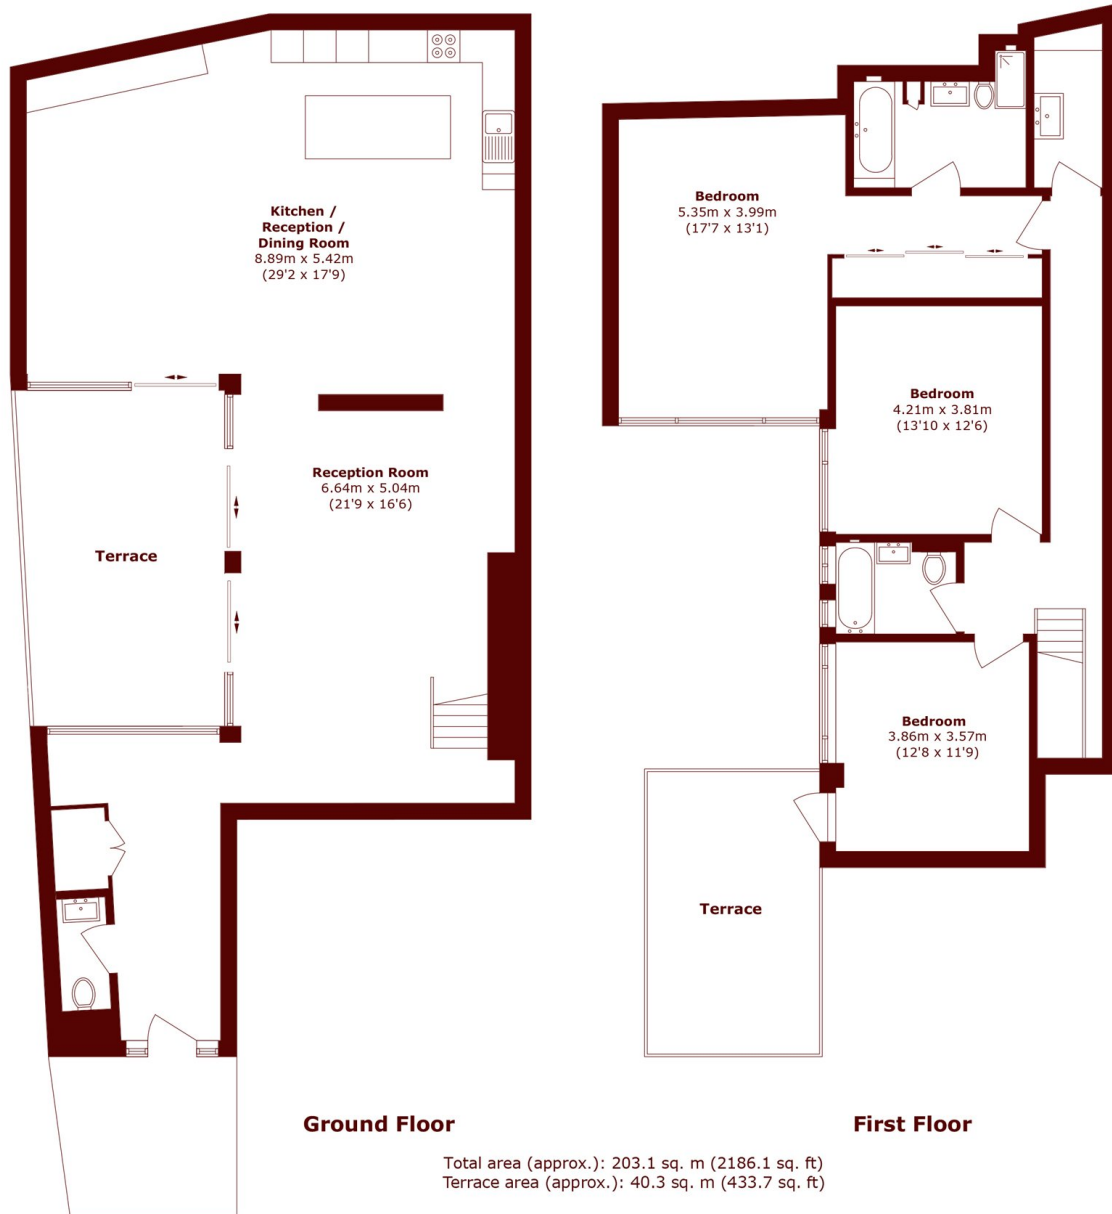 Kitchen /
Reception /
Dining Room
8.89m x 5.42m
(29'2 x 17'9)
Reception Room
6.64m x 5.04m
(21'9 x 16'6)
Terrace
Bedroom
5.35m x 3.99m
(17'7 x 13'1)
Bedroom
4.21m x 3.81m
(13'10 x 12'6)
Bedroom
3.86m x 3.57m
(12'8 x 11'9)
Terrace
Ground Floor
First Floor
Total area (approx.): 203.1 sq. m (2186.1 sq. ft)
Terrace area (approx.): 40.3 sq. m (433.7 sq. ft)